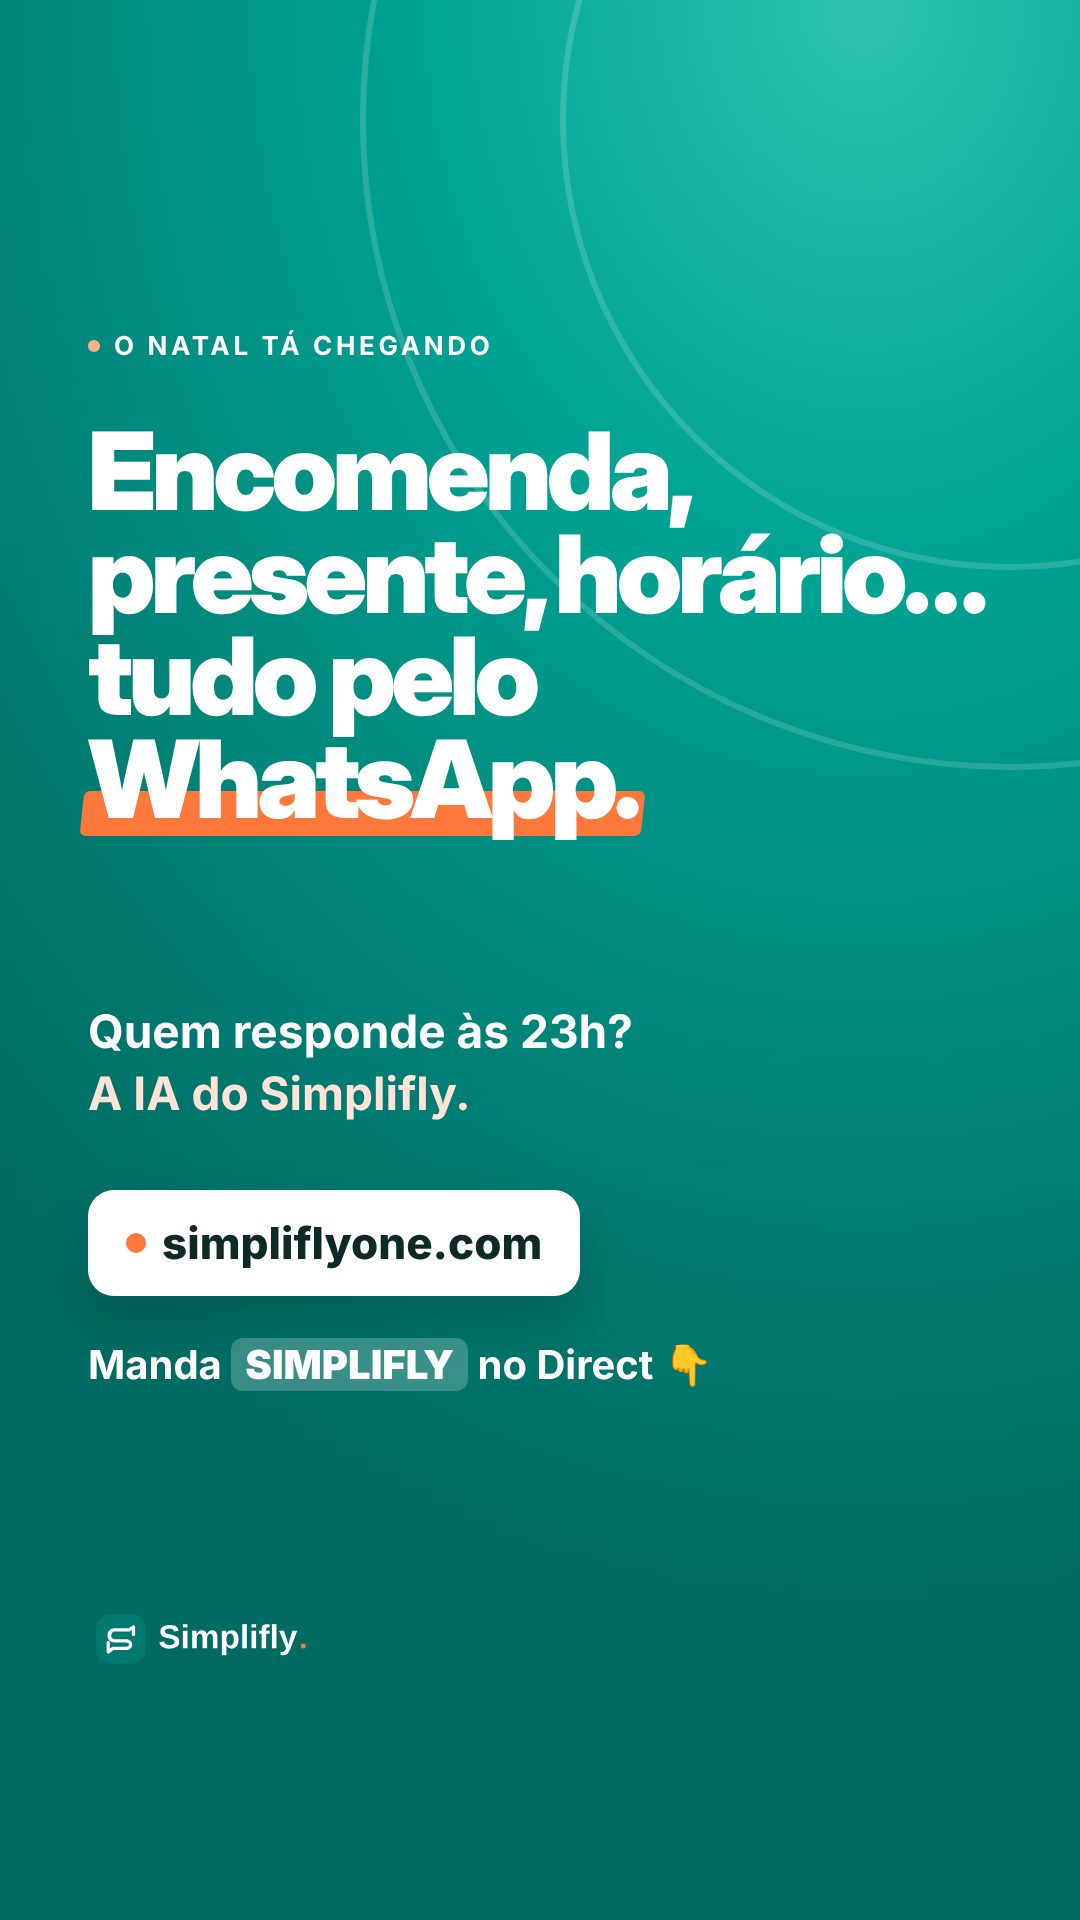 O NATAL TÁ CHEGANDO
Encomenda,
presente, horário...
tudo pelo
WhatsApp.
Quem responde às 23h?
A IA do Simplifly.
simpliflyone.com
Manda SIMPLIFLY no Direct 👇
Simplifly.